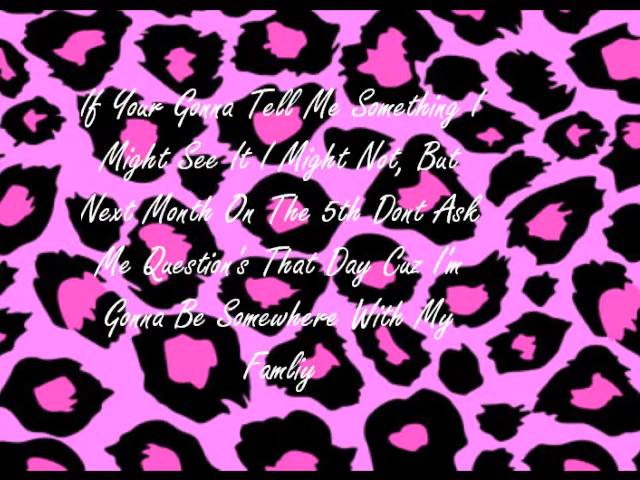 If Your Gonna Tell Me Something I
Might See It I Might Not, But
Next Month On The 5th Dont Ask
Me Question's That Day Cuz I'm
Gonna Be Somewhere With My
Famliy